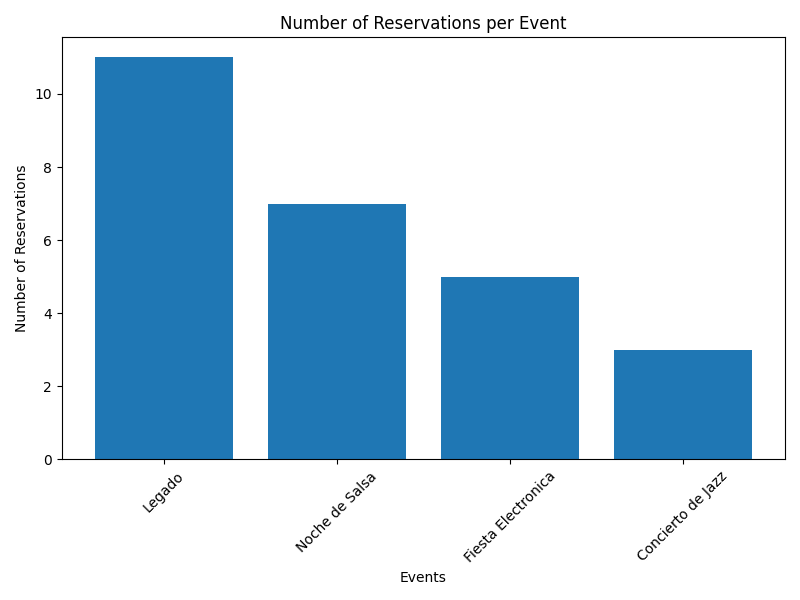 Number of Reservations per Event
Number of Reservations
10
8
6
4
2
0
Legado
Noche de Salsa
Fiesta Electronica
Concierto de Jazz
Events